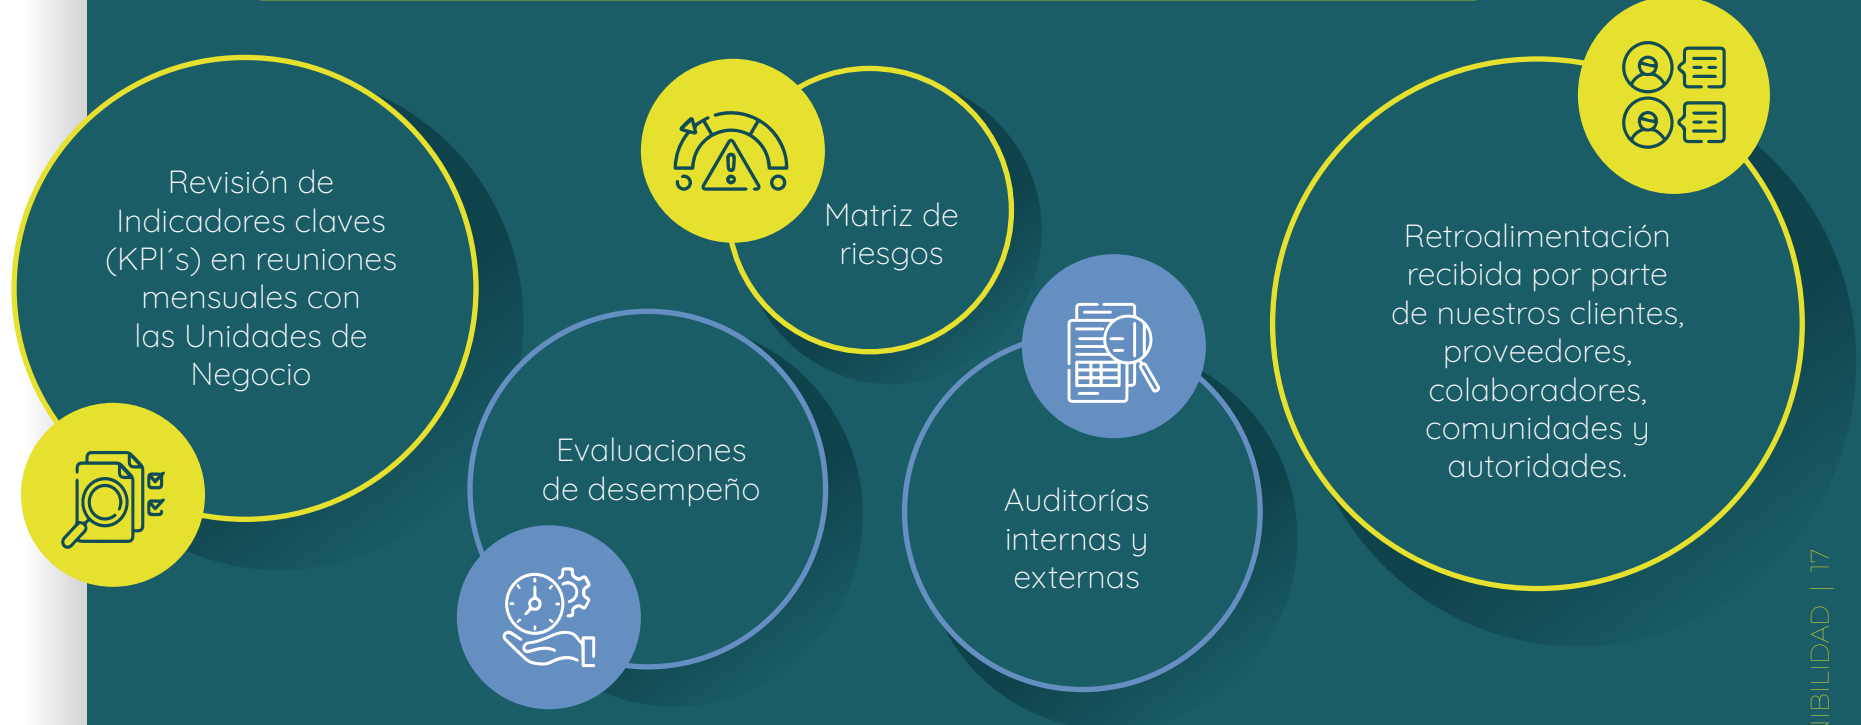 Revisión de
Indicadores claves
(KPI´s) en reuniones
mensuales con
las Unidades de
Negocio
Evaluaciones
de desempeño
Matriz de
riesgos
Auditorías
internas y
externas
Retroalimentación
recibida por parte
de nuestros clientes,
proveedores,
colaboradores,
comunidades y
autoridades.
| 17